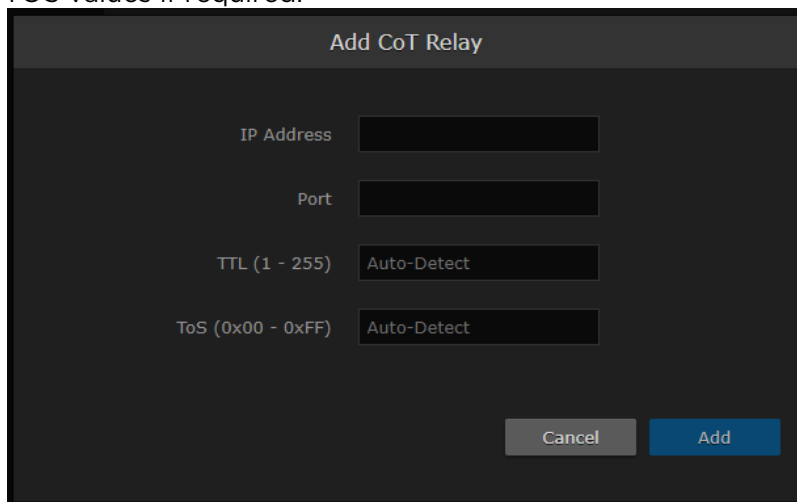 TOS values if required.
Add CoT Relay
IP Address
Port
TTL (1 - 255) Auto-Detect
ToS (0x00 - 0xFF) Auto-Detect
Cancel Add